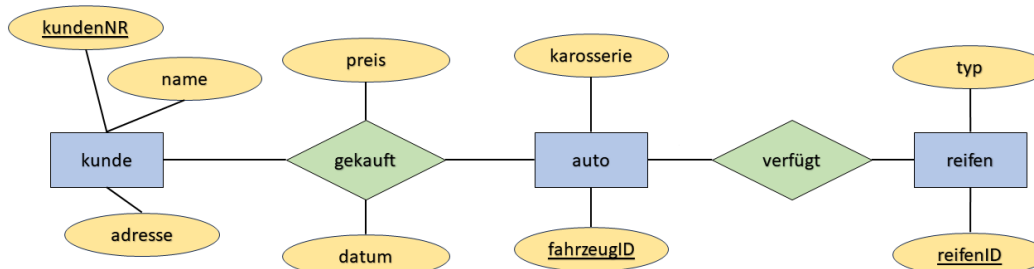 kundenNR
name
preis
karosserie
typ
kunde
gekauft
auto
verfügt
reifen
adresse
datum
fahrzeugID
reifenID